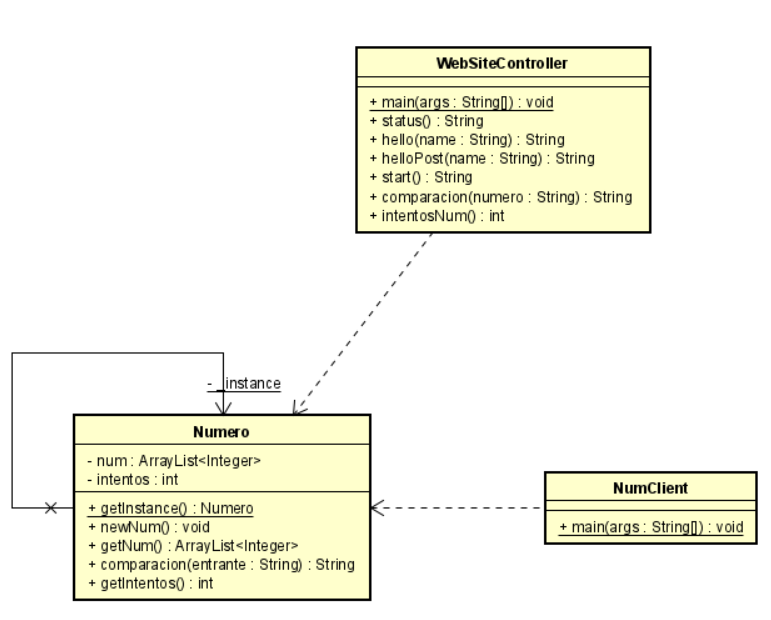 WebSiteController
+ main(args : String[]) : void
+ status() : String
+ hello(name : String) : String
+ helloPost(name : String) : String
+ start() : String
+ comparacion(numero : String) : String
+ intentosNum() : int
- _instance
Numero
- num : ArrayList<Integer>
- intentos : int
+ getInstance() : Numero
+ newNum() : void
+ getNum() : ArrayList<Integer>
+ comparacion(entrante : String) : String
+ getIntentos() : int
NumClient
+ main(args : String[]) : void